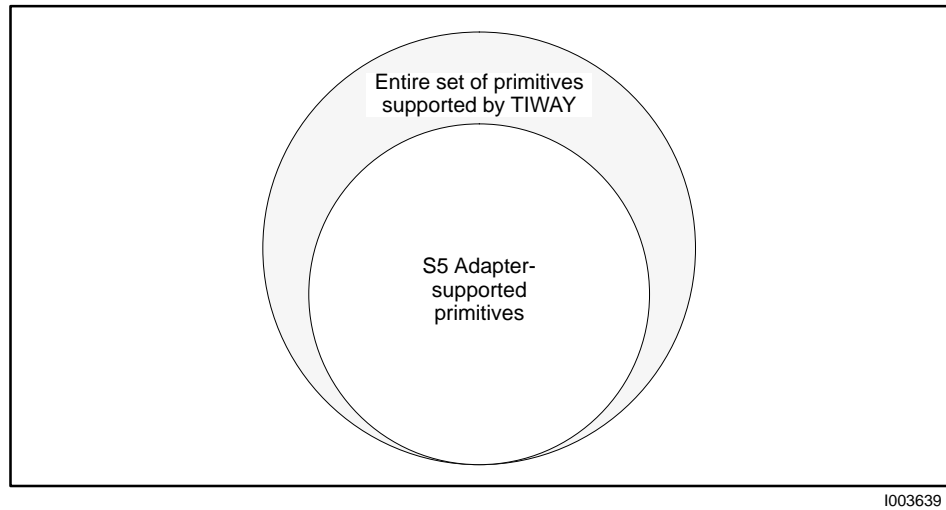 Entire set of primitives
supported by TIWAY
S5 Adapter-
supported
primitives
I003639